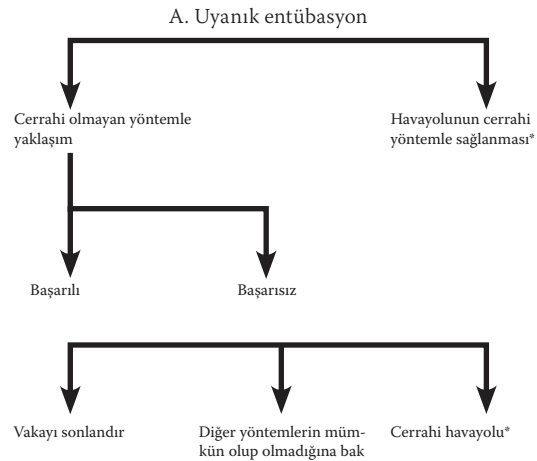 A. Uyanık entübasyon
Cerrahi olmayan yöntemle
yaklaşım
Havayolunun cerrahi
yöntemle sağlanması*
Başarılı
Başarısız
Vakayı sonlandır
Diğer yöntemlerin müm-
kün olup olmadığına bak
Cerrahi havayolu*